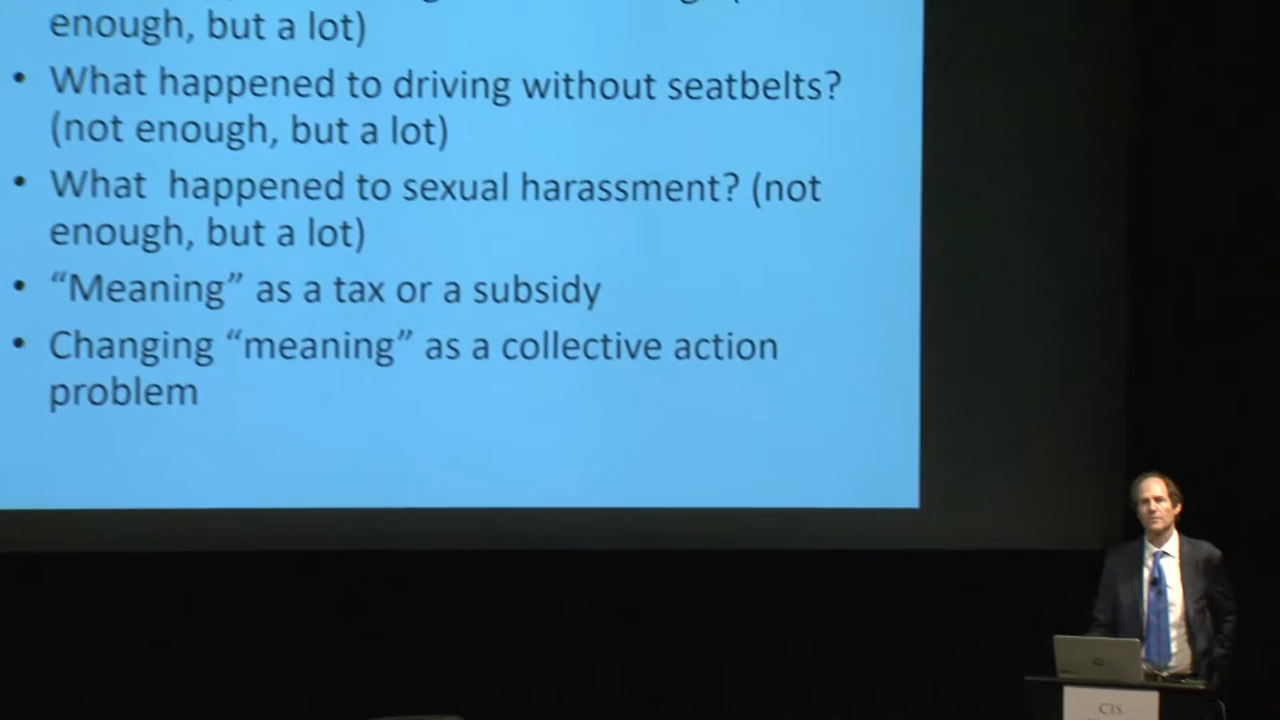 enough, but a lot)
• What happened to driving without seatbelts?
(not enough, but a lot)
• What happened to sexual harassment? (not
enough, but a lot)
• “Meaning” as a tax or a subsidy
• Changing “meaning” as a collective action
problem
CIS